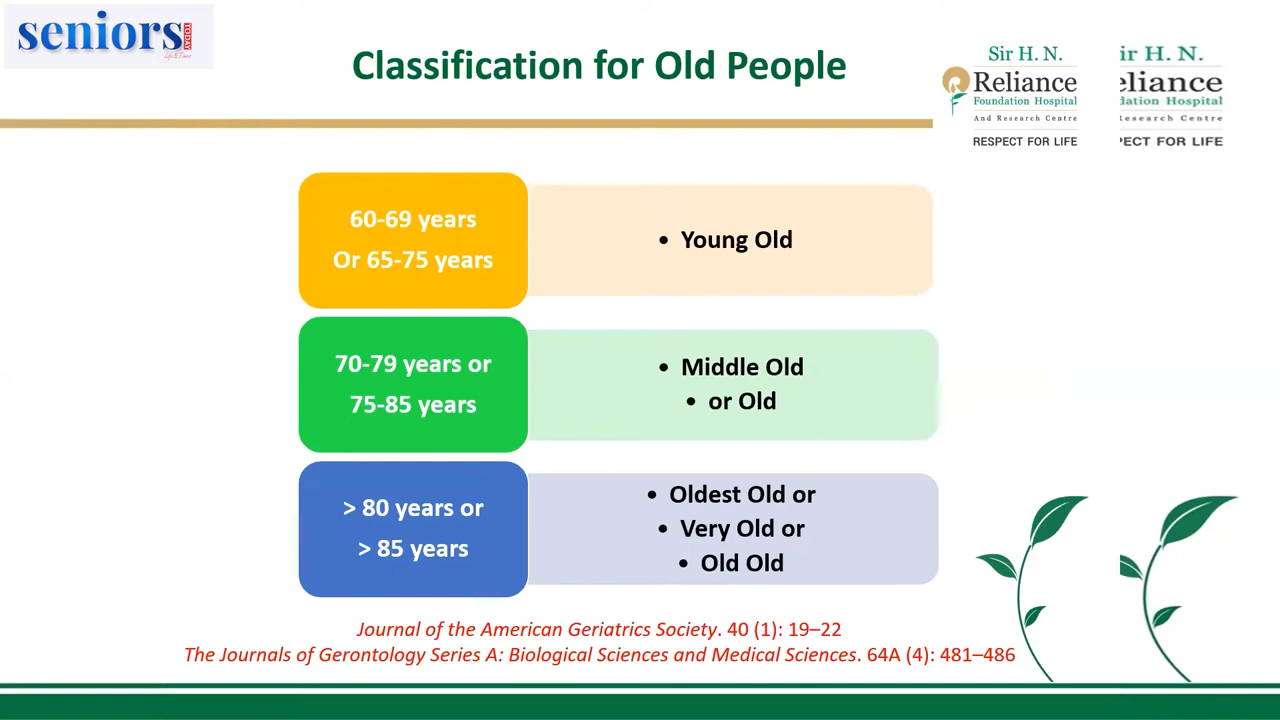 seniors
TODAY
Life & Times
Classification for Old People
Sir H. N.
Reliance
Foundation Hospital
And Research Centre
RESPECT FOR LIFE
ir H. N.
eliance
dation Hospital
esearch Centre
PECT FOR LIFE
60-69 years
Or 65-75 years
• Young Old
70-79 years or
75-85 years
• Middle Old
• or Old
> 80 years or
> 85 years
• Oldest Old or
• Very Old or
• Old Old
Journal of the American Geriatrics Society. 40 (1): 19–22
The Journals of Gerontology Series A: Biological Sciences and Medical Sciences. 64A (4): 481–486